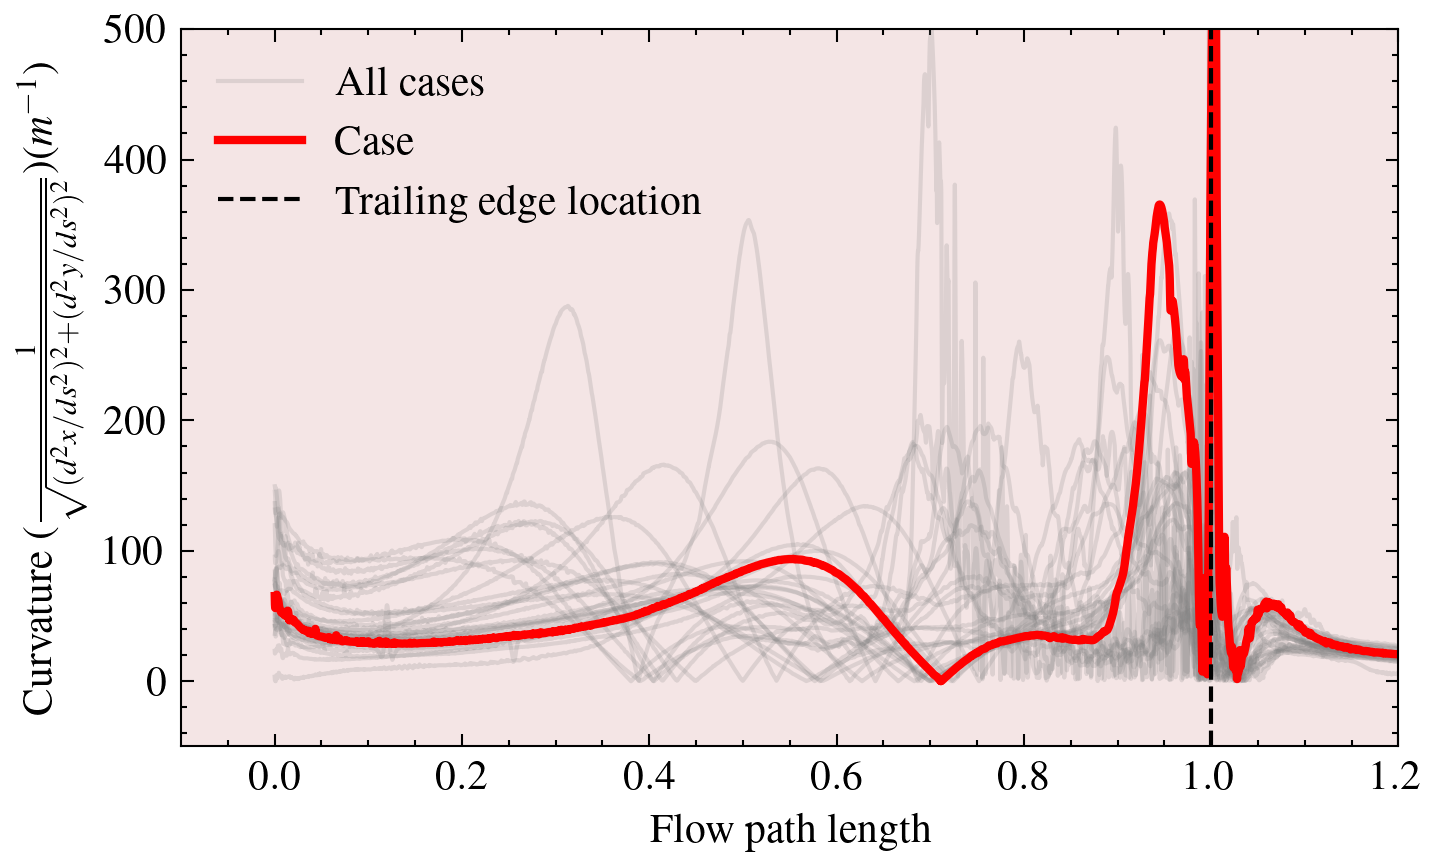 500
400
300
200
100
0
Curvature ( 1 / √((d²x/ds²)²+(d²y/ds²)² ))(m⁻¹)
All cases
Case
Trailing edge location
0.0 0.2 0.4 0.6 0.8 1.0 1.2
Flow path length